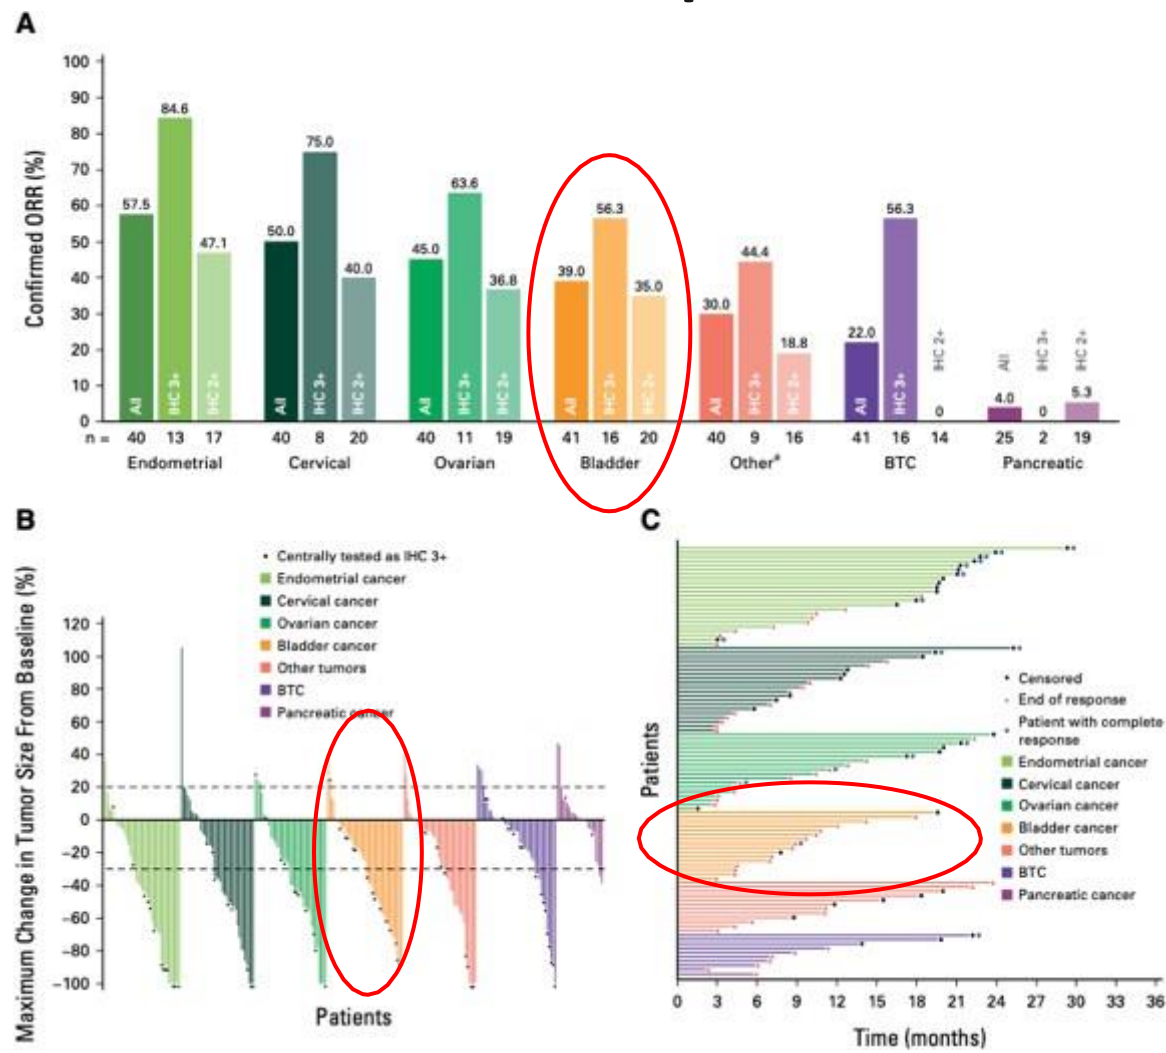 A
Confirmed ORR (%)
100
90
80
70
60
50
40
30
20
10
0
57.5
84.6
47.1
50.0
75.0
40.0
45.0
63.6
36.8
39.0
56.3
35.0
30.0
44.4
18.8
22.0
56.3
0
4.0
0
5.3
All IHC 3+ IHC 2+
All IHC 3+ IHC 2+
All IHC 3+ IHC 2+
All IHC 3+ IHC 2+
All IHC 3+ IHC 2+
All IHC 3+ IHC 2+
All IHC 3+ IHC 2+
n = 40 13 17 40 8 20 40 11 19 41 16 20 40 9 16 41 16 14 25 2 19
Endometrial Cervical Ovarian Bladder Otherª BTC Pancreatic
B
Maximum Change in Tumor Size From Baseline (%)
Centrally tested as IHC 3+
Endometrial cancer
Cervical cancer
Ovarian cancer
Bladder cancer
Other tumors
BTC
Pancreatic cancer
120
100
80
60
40
20
0
−20
−40
−60
−80
−100
Patients
C
Patients
Censored
End of response
Patient with complete
response
Endometrial cancer
Cervical cancer
Ovarian cancer
Bladder cancer
Other tumors
BTC
Pancreatic cancer
0 3 6 9 12 15 18 21 24 27 30 33 36
Time (months)